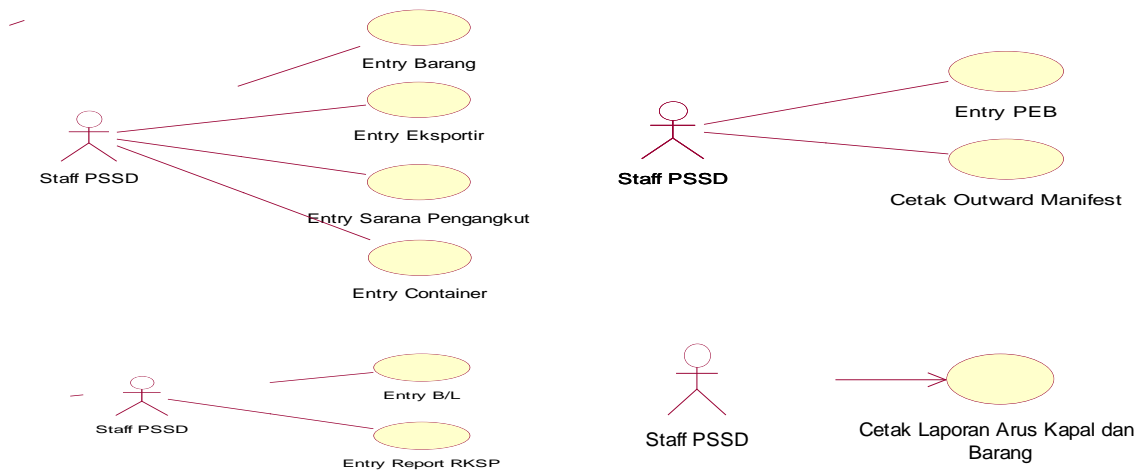 Entry Barang
Entry Eksportir
Staff PSSD
Entry Sarana Pengangkut
Entry Container
Entry PEB
Staff PSSD
Cetak Outward Manifest
Entry B/L
Staff PSSD
Entry Report RKSP
Staff PSSD
Cetak Laporan Arus Kapal dan
Barang